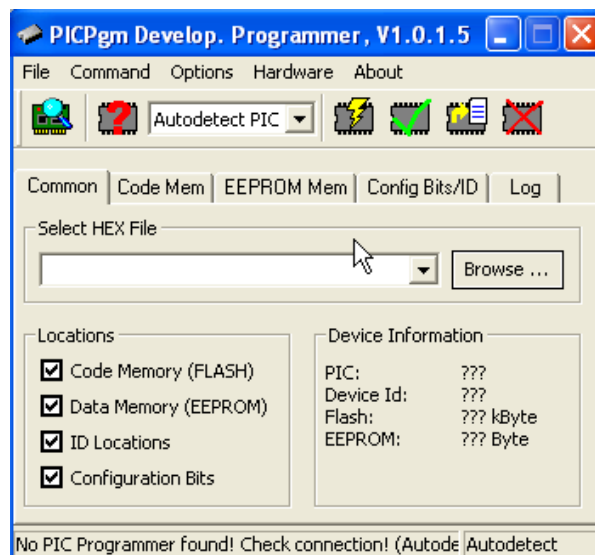 PICPgm Develop. Programmer, V1.0.1.5
File Command Options Hardware About
Autodetect PIC
Common Code Mem EEPROM Mem Config Bits/ID Log
Select HEX File
Browse ...
Locations
Code Memory (FLASH)
Data Memory (EEPROM)
ID Locations
Configuration Bits
Device Information
PIC: ???
Device Id: ???
Flash: ??? kByte
EEPROM: ??? Byte
No PIC Programmer found! Check connection! (Autode Autodetect